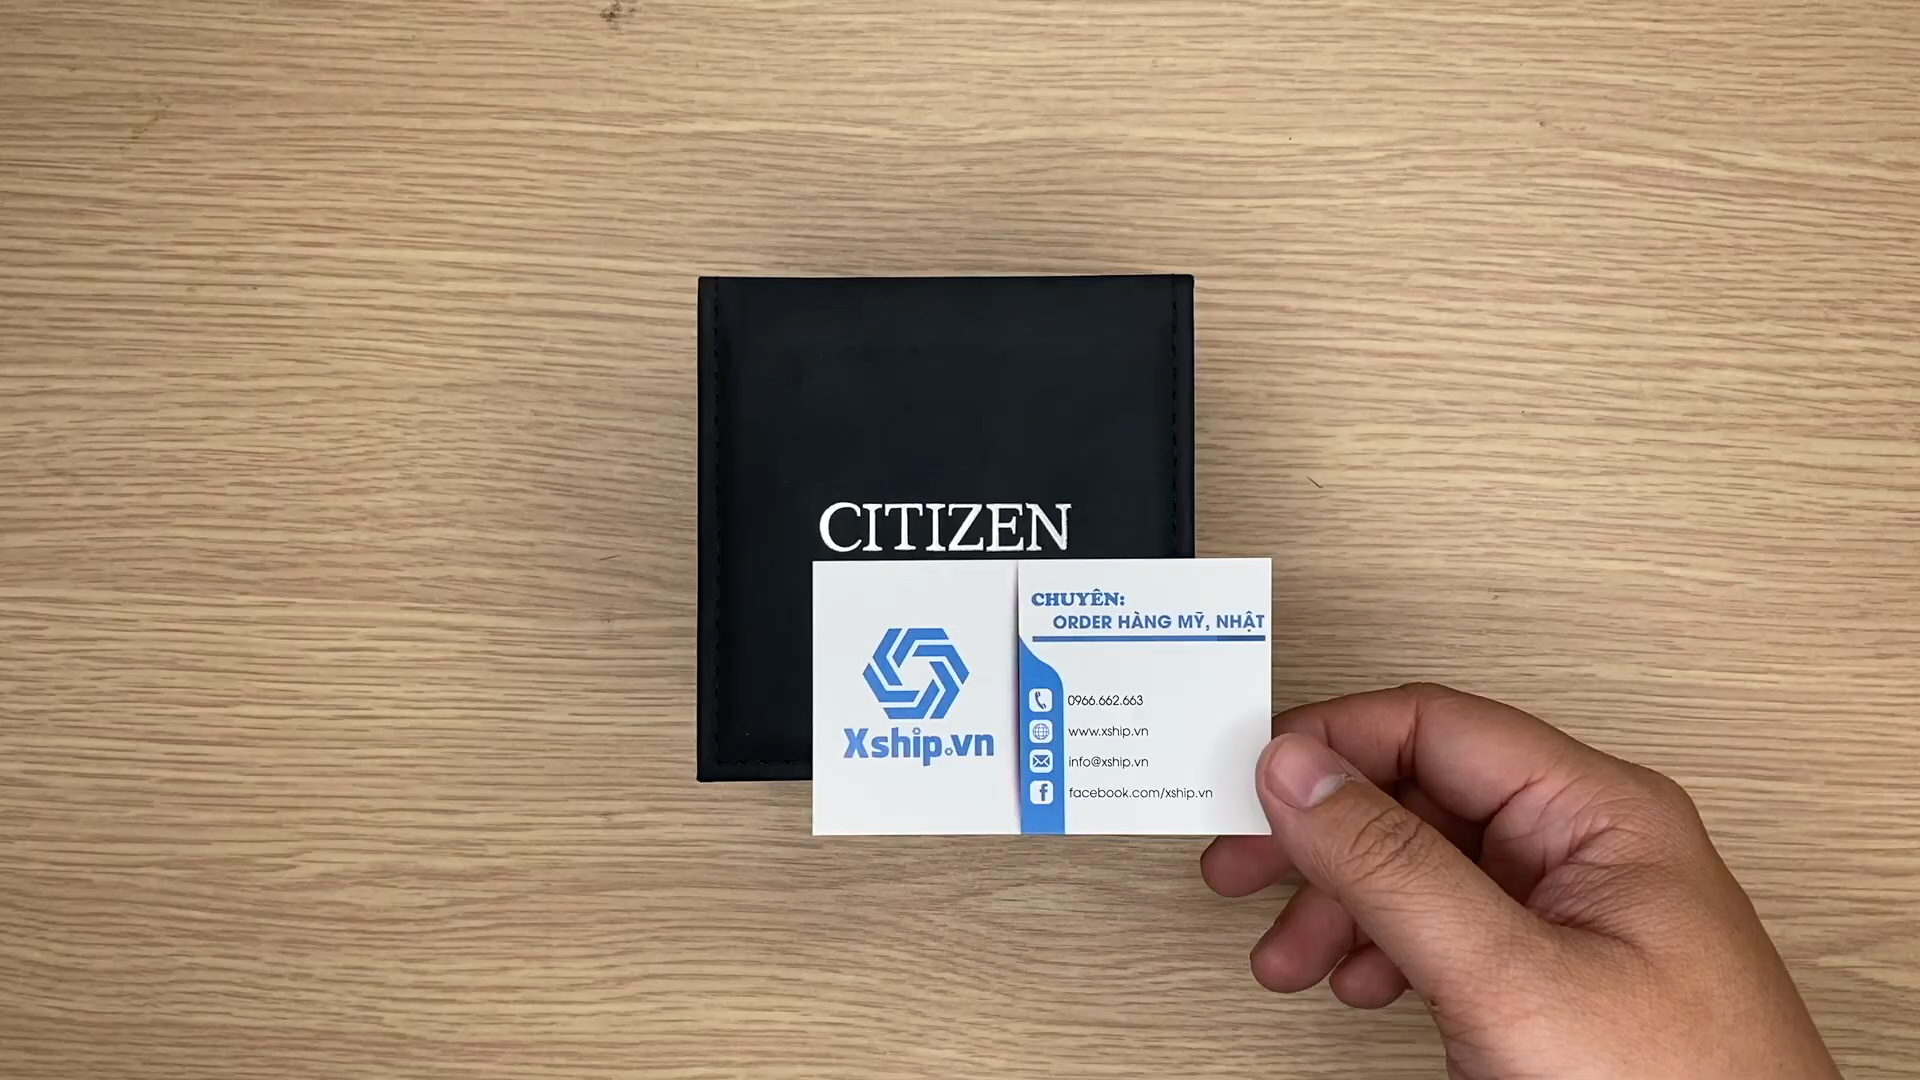 CITIZEN
Xship.vn
CHUYÊN:
ORDER HÀNG MỸ, NHẬT
0966.662.663
www.xship.vn
info@xship.vn
facebook.com/xship.vn